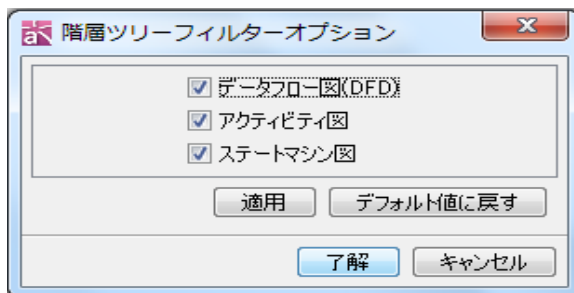 階層ツリーフィルターオプション
データフロー図(DFD)
アクティビティ図
ステートマシン図
適用 デフォルト値に戻す
了解 キャンセル